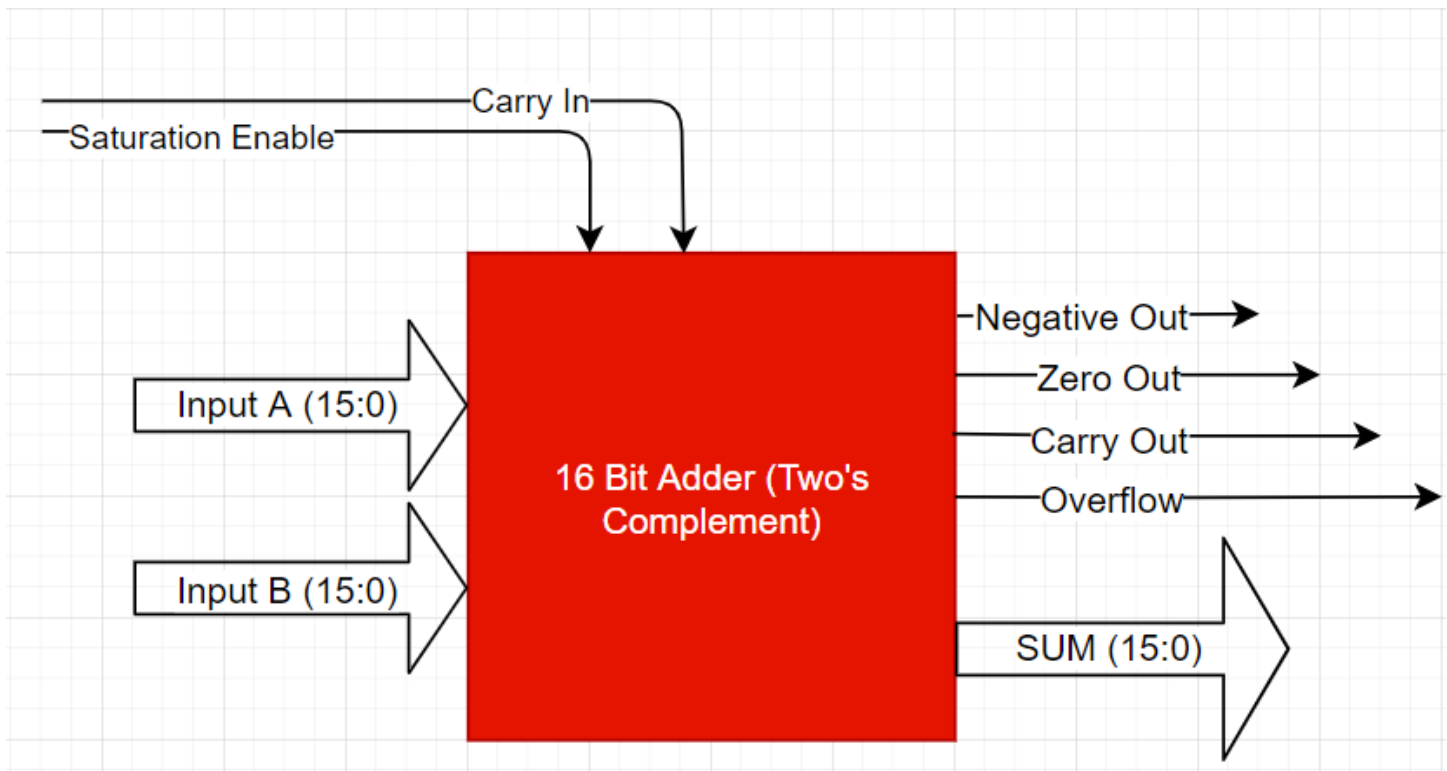 Carry In
Saturation Enable
Negative Out
Zero Out
Input A (15:0)
Carry Out
16 Bit Adder (Two's
Complement)
Overflow
Input B (15:0)
SUM (15:0)